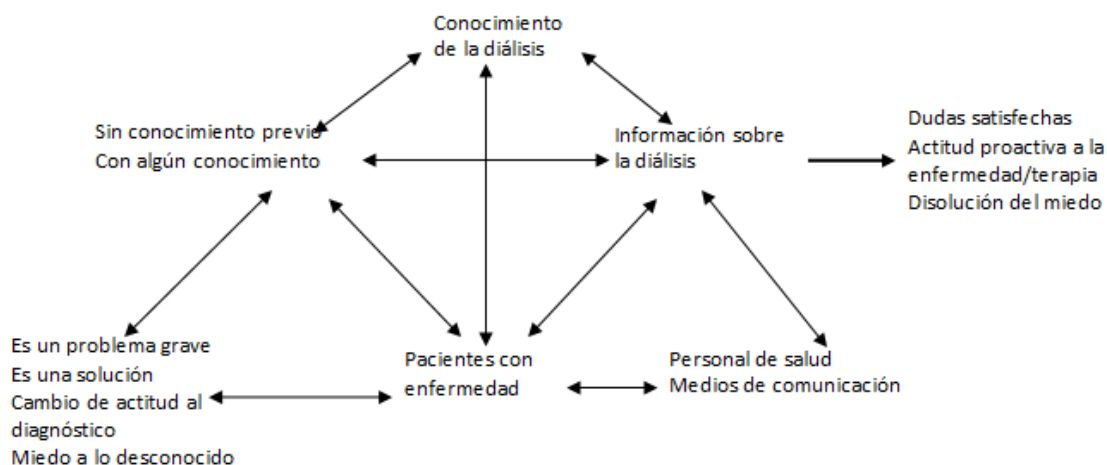 Conocimiento
de la diálisis
Sin conocimiento previo
Con algún conocimiento
Información sobre
la diálisis
Dudas satisfechas
Actitud proactiva a la
enfermedad/terapia
Disolución del miedo
Es un problema grave
Es una solución
Cambio de actitud al
diagnóstico
Miedo a lo desconocido
Pacientes con
enfermedad
Personal de salud
Medios de comunicación